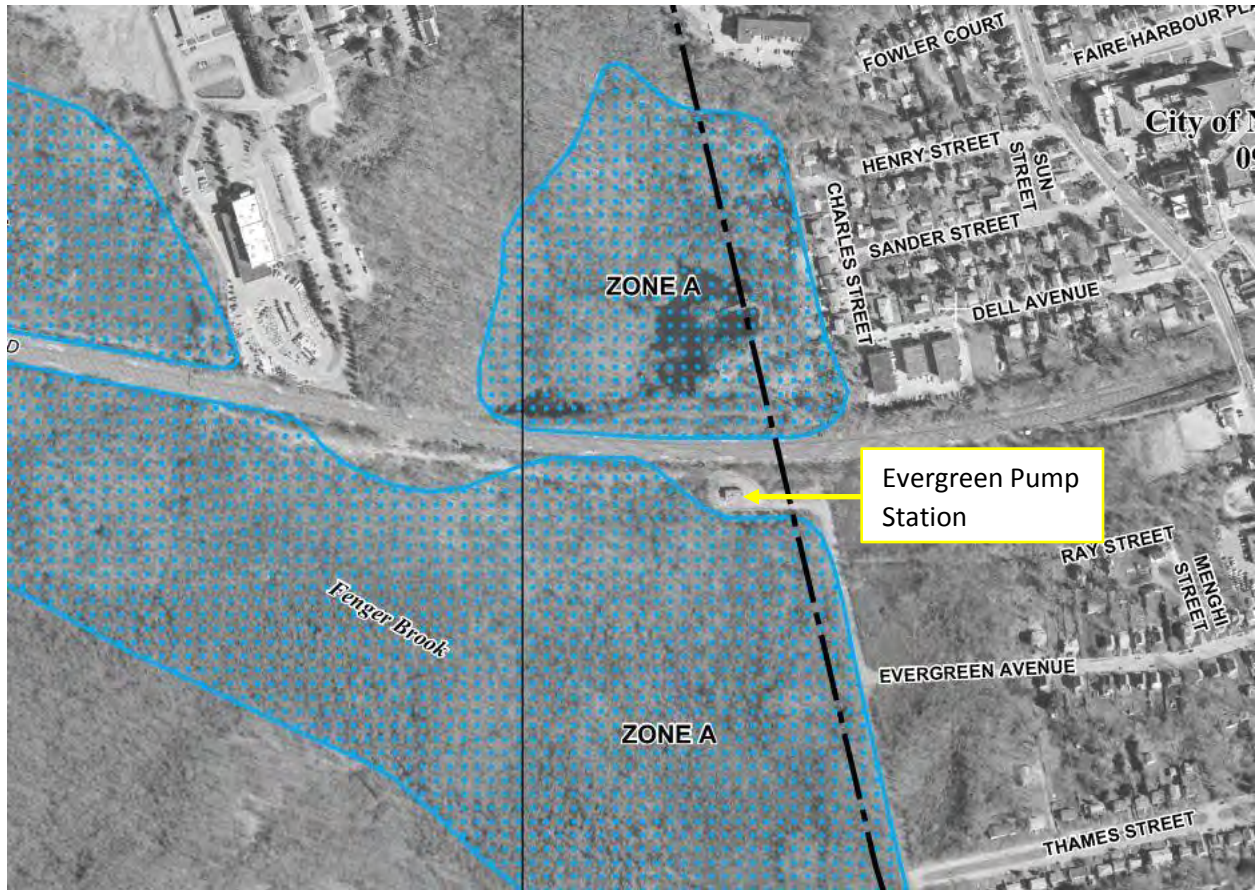 FOWLER COURT
FAIRE HARBOUR
City of
HENRY STREET
SUN
STREET
CHARLES STREET
SANDER STREET
ZONE A
DELL AVENUE
D
Evergreen Pump
Station
RAY STREET
MENGHI
STREET
Fenger Brook
EVERGREEN AVENUE
ZONE A
THAMES STREET